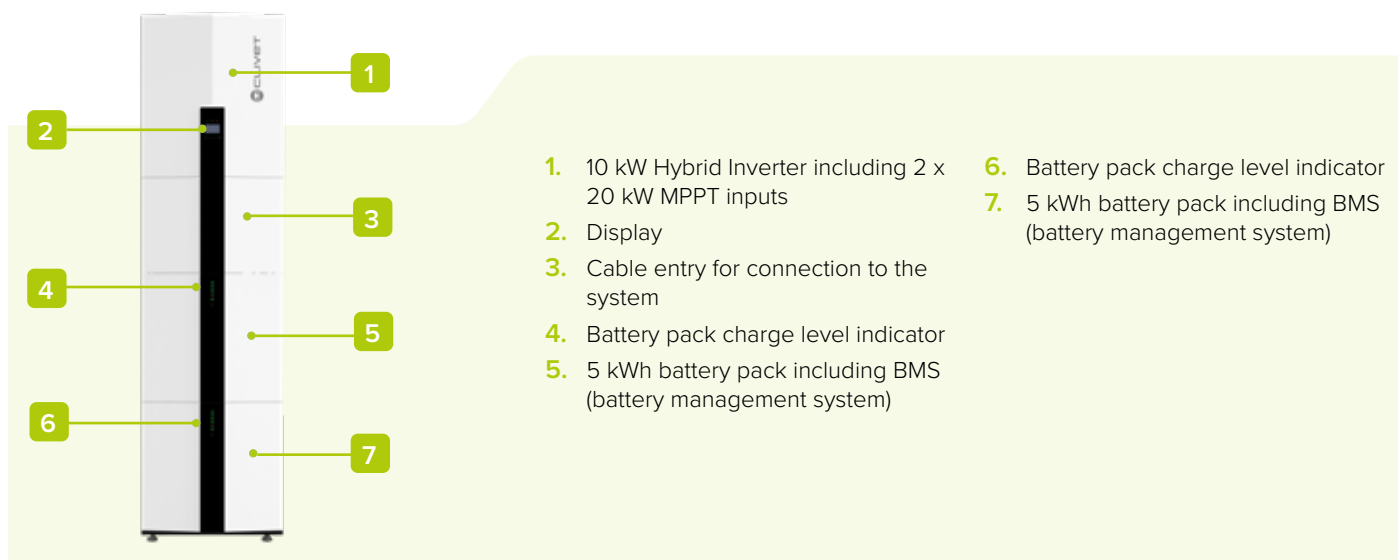 CLIVET
1
2
3
4
5
6
7
1. 10 kW Hybrid Inverter including 2 x
20 kW MPPT inputs
2. Display
3. Cable entry for connection to the
system
4. Battery pack charge level indicator
5. 5 kWh battery pack including BMS
(battery management system)
6. Battery pack charge level indicator
7. 5 kWh battery pack including BMS
(battery management system)